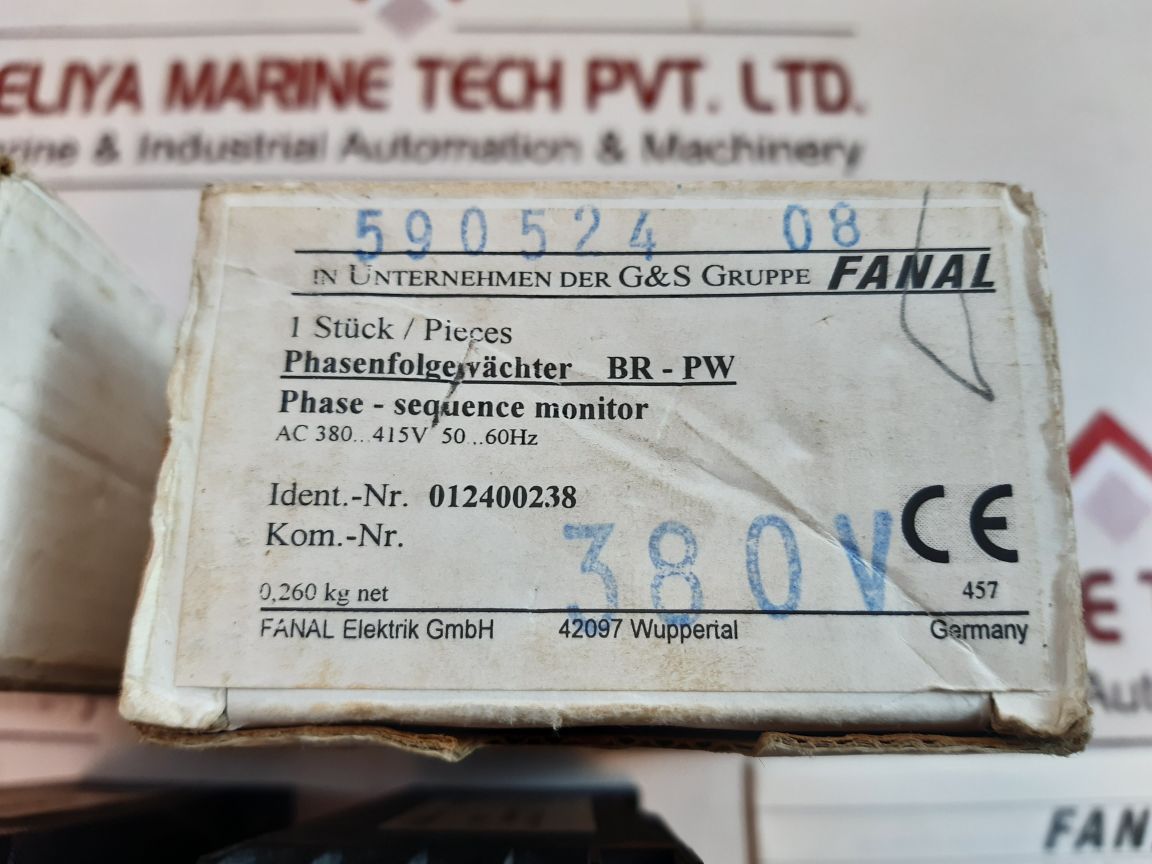 ELIYA MARINE TECH PVT. LTD.
rine & Industrial Automation & Machinery
590524 08
IN UNTERNEHMEN DER G&S GRUPPE FANAL
1 Stück / Pieces
Phasenfolgewächter BR - PW
Phase - sequence monitor
AC 380...415V 50...60Hz
Ident.-Nr. 012400238
Kom.-Nr.
380V
CE
0,260 kg net
457
FANAL Elektrik GmbH 42097 Wuppertal Germany
E T
Auto
FAN